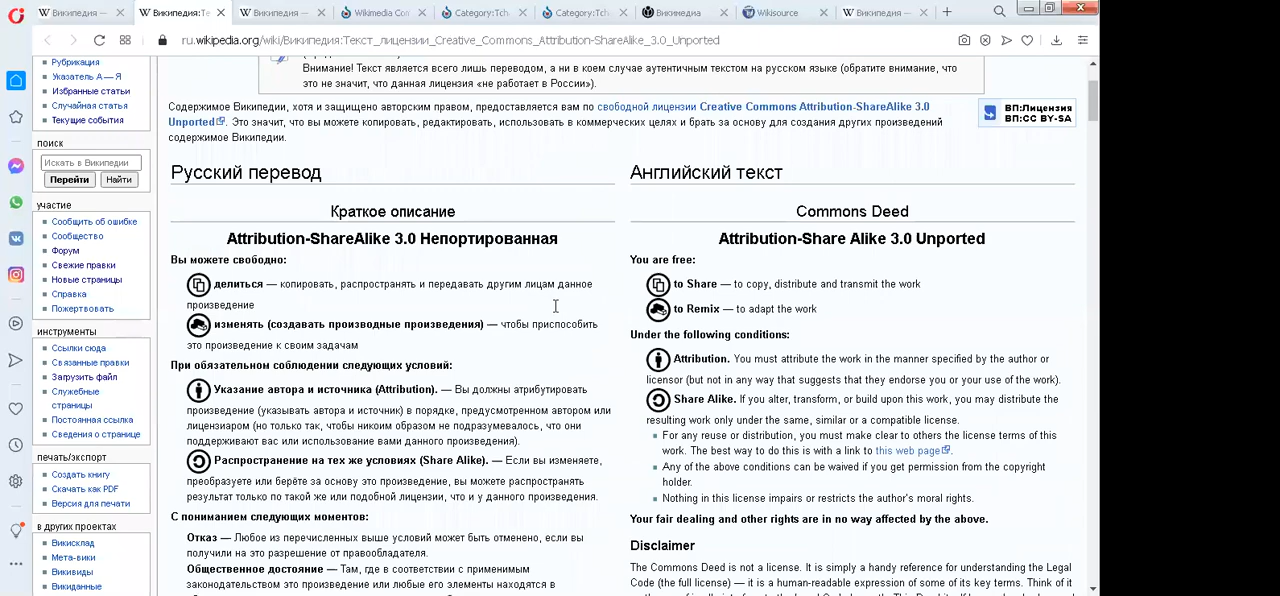 Википедия —
Википедия:Те
Википедия —
Wikimedia Con
Category:Tch
Category:Tch
Викимедиа
Wikisource
Википедия —
ru.wikipedia.org/wiki/Википедия:Текст_лицензии_Creative_Commons_Attribution-ShareAlike_3.0_Unported
Рубрикация
Указатель А — Я
Избранные статьи
Случайная статья
Текущие события
поиск
Искать в Википедии
Перейти
Найти
участие
Сообщить об ошибке
Сообщество
Форум
Свежие правки
Новые страницы
Справка
Пожертвовать
инструменты
Ссылки сюда
Связанные правки
Загрузить файл
Служебные
страницы
Постоянная ссылка
Сведения о странице
печать/экспорт
Создать книгу
Скачать как PDF
Версия для печати
в других проектах
Викисклад
Мета-вики
Викивиды
Викиданные
Внимание! Текст является всего лишь переводом, а ни в коем случае аутентичным текстом на русском языке (обратите внимание, что
это не значит, что данная лицензия «не работает в России»).
Содержимое Википедии, хотя и защищено авторским правом, предоставляется вам по свободной лицензии Creative Commons Attribution-ShareAlike 3.0
Unported. Это значит, что вы можете копировать, редактировать, использовать в коммерческих целях и брать за основу для создания других произведений
содержимое Википедии.
ВП:Лицензия
ВП:CC BY-SA
Русский перевод
Краткое описание
Attribution-ShareAlike 3.0 Непортированная
Вы можете свободно:
делиться — копировать, распространять и передавать другим лицам данное
произведение
изменять (создавать производные произведения) — чтобы приспособить
это произведение к своим задачам
При обязательном соблюдении следующих условий:
Указание автора и источника (Attribution). — Вы должны атрибутировать
произведение (указывать автора и источник) в порядке, предусмотренном автором или
лицензиаром (но только так, чтобы никоим образом не подразумевалось, что они
поддерживают вас или использование вами данного произведения).
Распространение на тех же условиях (Share Alike). — Если вы изменяете,
преобразуете или берёте за основу это произведение, вы можете распространять
результат только по такой же или подобной лицензии, что и у данного произведения.
С пониманием следующих моментов:
Отказ — Любое из перечисленных выше условий может быть отменено, если вы
получили на это разрешение от правообладателя.
Общественное достояние — Там, где в соответствии с применимым
законодательством это произведение или любые его элементы находятся в
Английский текст
Commons Deed
Attribution-Share Alike 3.0 Unported
You are free:
to Share — to copy, distribute and transmit the work
to Remix — to adapt the work
Under the following conditions:
Attribution. You must attribute the work in the manner specified by the author or
licensor (but not in any way that suggests that they endorse you or your use of the work).
Share Alike. If you alter, transform, or build upon this work, you may distribute the
resulting work only under the same, similar or a compatible license.
For any reuse or distribution, you must make clear to others the license terms of this
work. The best way to do this is with a link to this web page.
Any of the above conditions can be waived if you get permission from the copyright
holder.
Nothing in this license impairs or restricts the author's moral rights.
Your fair dealing and other rights are in no way affected by the above.
Disclaimer
The Commons Deed is not a license. It is simply a handy reference for understanding the Legal
Code (the full license) — it is a human-readable expression of some of its key terms. Think of it